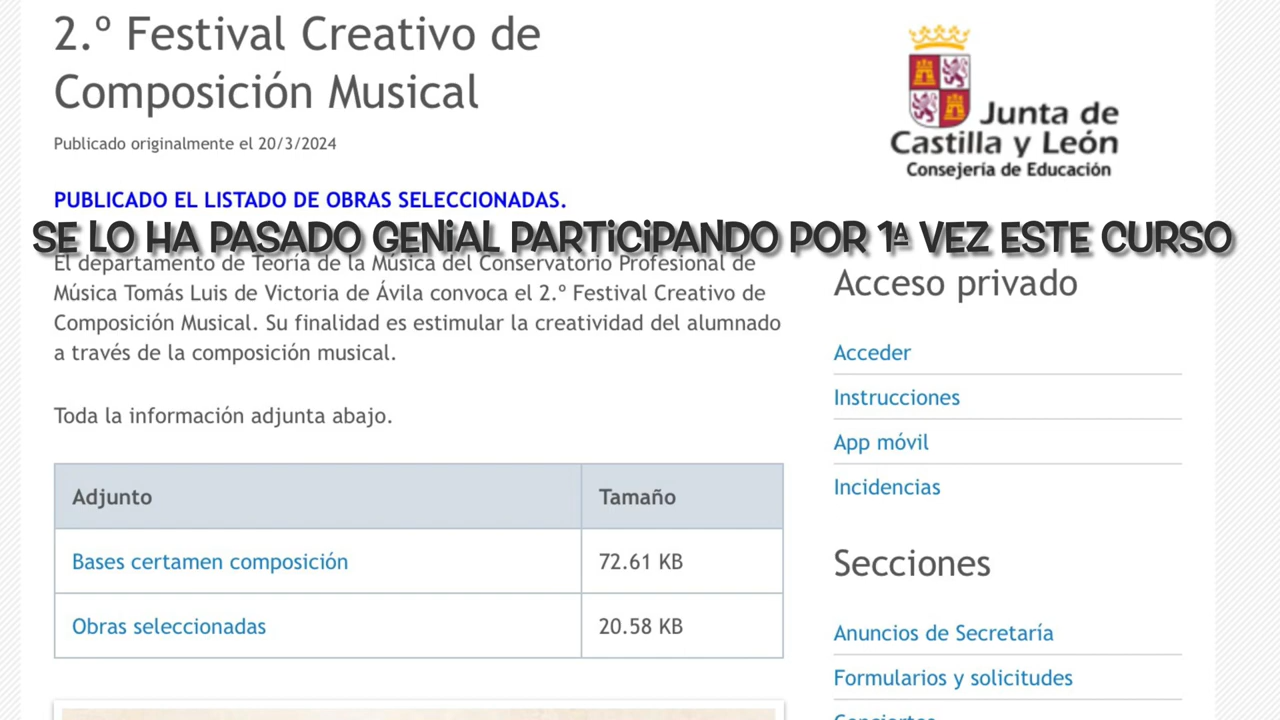 2.º Festival Creativo de
Composición Musical
Publicado originalmente el 20/3/2024
PUBLICADO EL LISTADO DE OBRAS SELECCIONADAS.
SE LO HA PASADO GENIAL PARTICIPANDO POR 1ª VEZ ESTE CURSO
El departamento de Teoría de la Música del Conservatorio Profesional de
Música Tomás Luis de Victoria de Ávila convoca el 2.º Festival Creativo de
Composición Musical. Su finalidad es estimular la creatividad del alumnado
a través de la composición musical.
Toda la información adjunta abajo.
Adjunto Tamaño
Bases certamen composición 72.61 KB
Obras seleccionadas 20.58 KB
Junta de
Castilla y León
Consejería de Educación
Acceso privado
Acceder
Instrucciones
App móvil
Incidencias
Secciones
Anuncios de Secretaría
Formularios y solicitudes
Conciertos